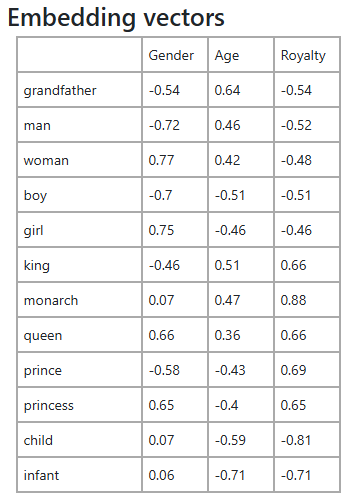 Embedding vectors
Gender Age Royalty
grandfather -0.54 0.64 -0.54
man -0.72 0.46 -0.52
woman 0.77 0.42 -0.48
boy -0.7 -0.51 -0.51
girl 0.75 -0.46 -0.46
king -0.46 0.51 0.66
monarch 0.07 0.47 0.88
queen 0.66 0.36 0.66
prince -0.58 -0.43 0.69
princess 0.65 -0.4 0.65
child 0.07 -0.59 -0.81
infant 0.06 -0.71 -0.71